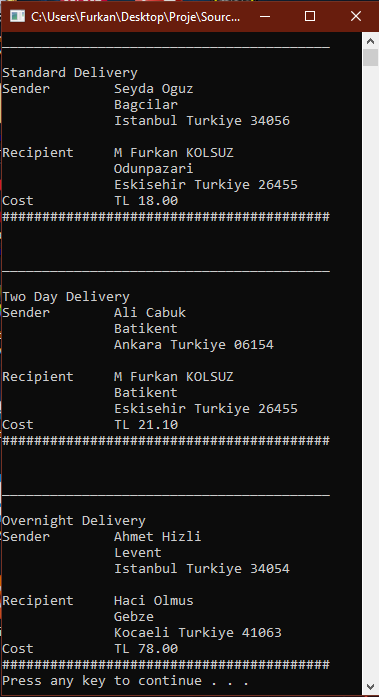 C:\Users\Furkan\Desktop\Proje\Sourc...
_________________________________________
Standard Delivery
Sender Seyda Oguz
Bagcilar
Istanbul Turkiye 34056
Recipient M Furkan KOLSUZ
Odunpazari
Eskisehir Turkiye 26455
Cost TL 18.00
#########################################
_________________________________________
Two Day Delivery
Sender Ali Cabuk
Batikent
Ankara Turkiye 06154
Recipient M Furkan KOLSUZ
Batikent
Eskisehir Turkiye 26455
Cost TL 21.10
#########################################
_________________________________________
Overnight Delivery
Sender Ahmet Hizli
Levent
Istanbul Turkiye 34054
Recipient Haci Olmus
Gebze
Kocaeli Turkiye 41063
Cost TL 78.00
#########################################
Press any key to continue . . .